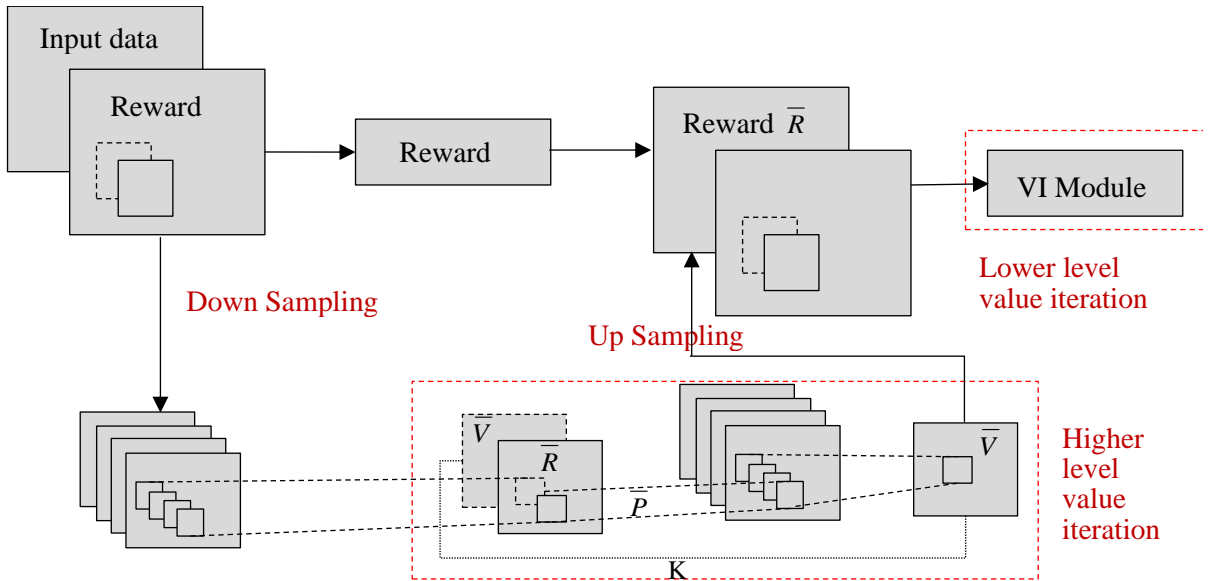 Input data
Reward
Reward
Reward R̅
VI Module
Lower level
value iteration
Down Sampling
Up Sampling
V̅
R̅
P̅
V̅
K
Higher
level
value
iteration